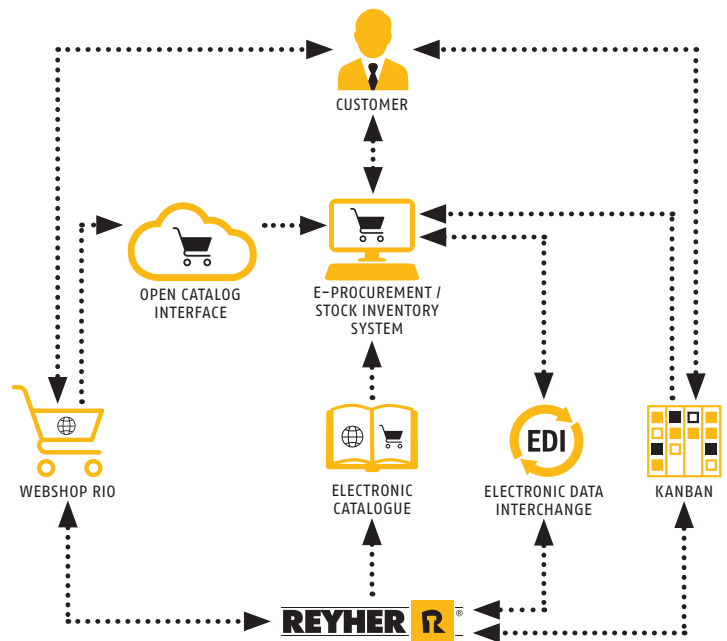 CUSTOMER
OPEN CATALOG
INTERFACE
E-PROCUREMENT /
STOCK INVENTORY
SYSTEM
WEBSHOP RIO
ELECTRONIC
CATALOGUE
EDI
ELECTRONIC DATA
INTERCHANGE
KANBAN
REYHER R ®